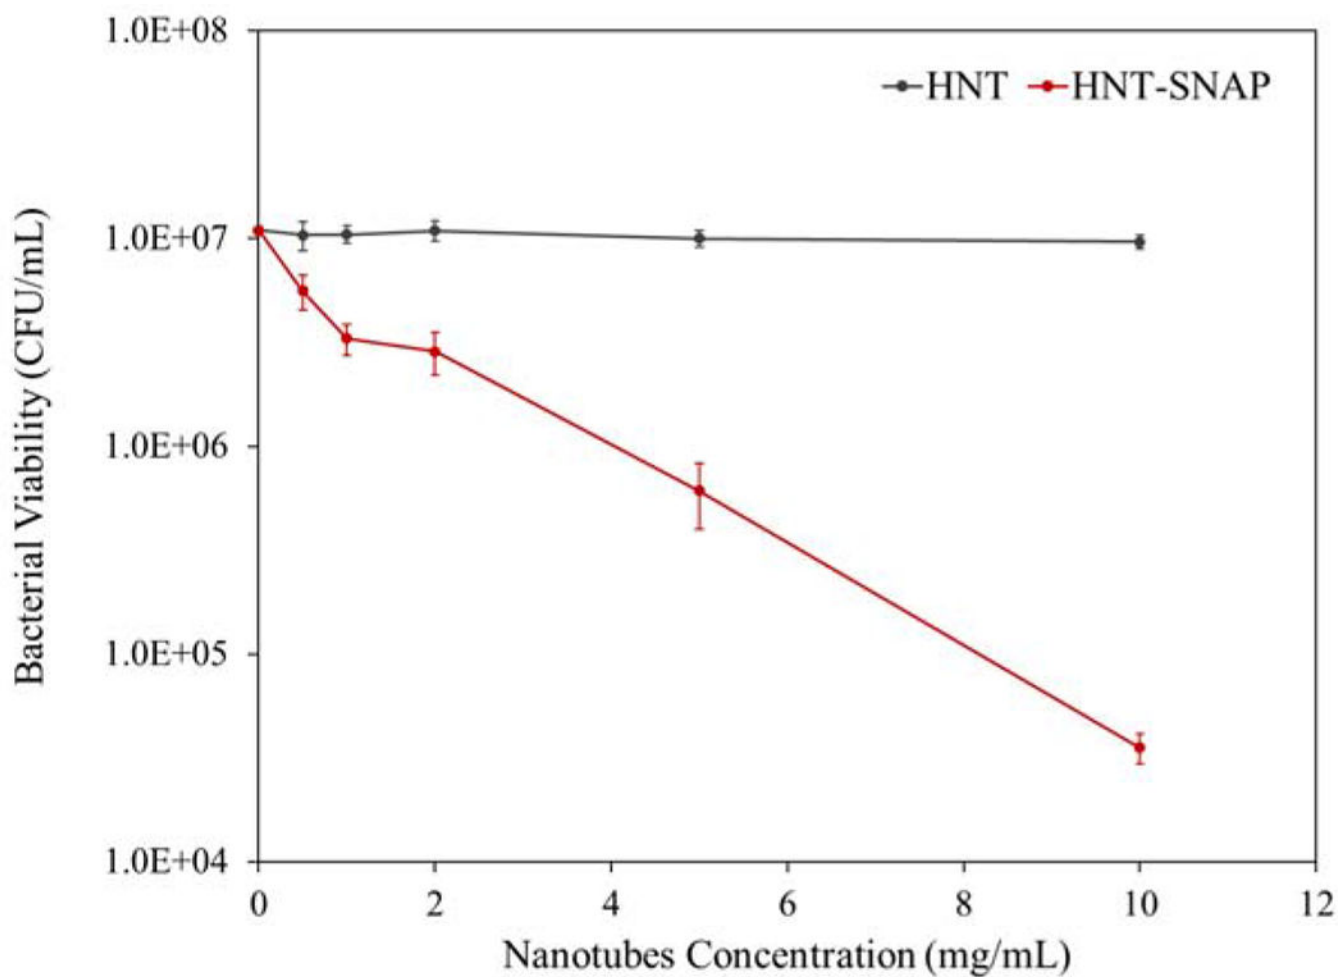 1.0E+08
HNT HNT-SNAP
1.0E+07
1.0E+06
1.0E+05
1.0E+04
Bacterial Viability (CFU/mL)
0 2 4 6 8 10 12
Nanotubes Concentration (mg/mL)